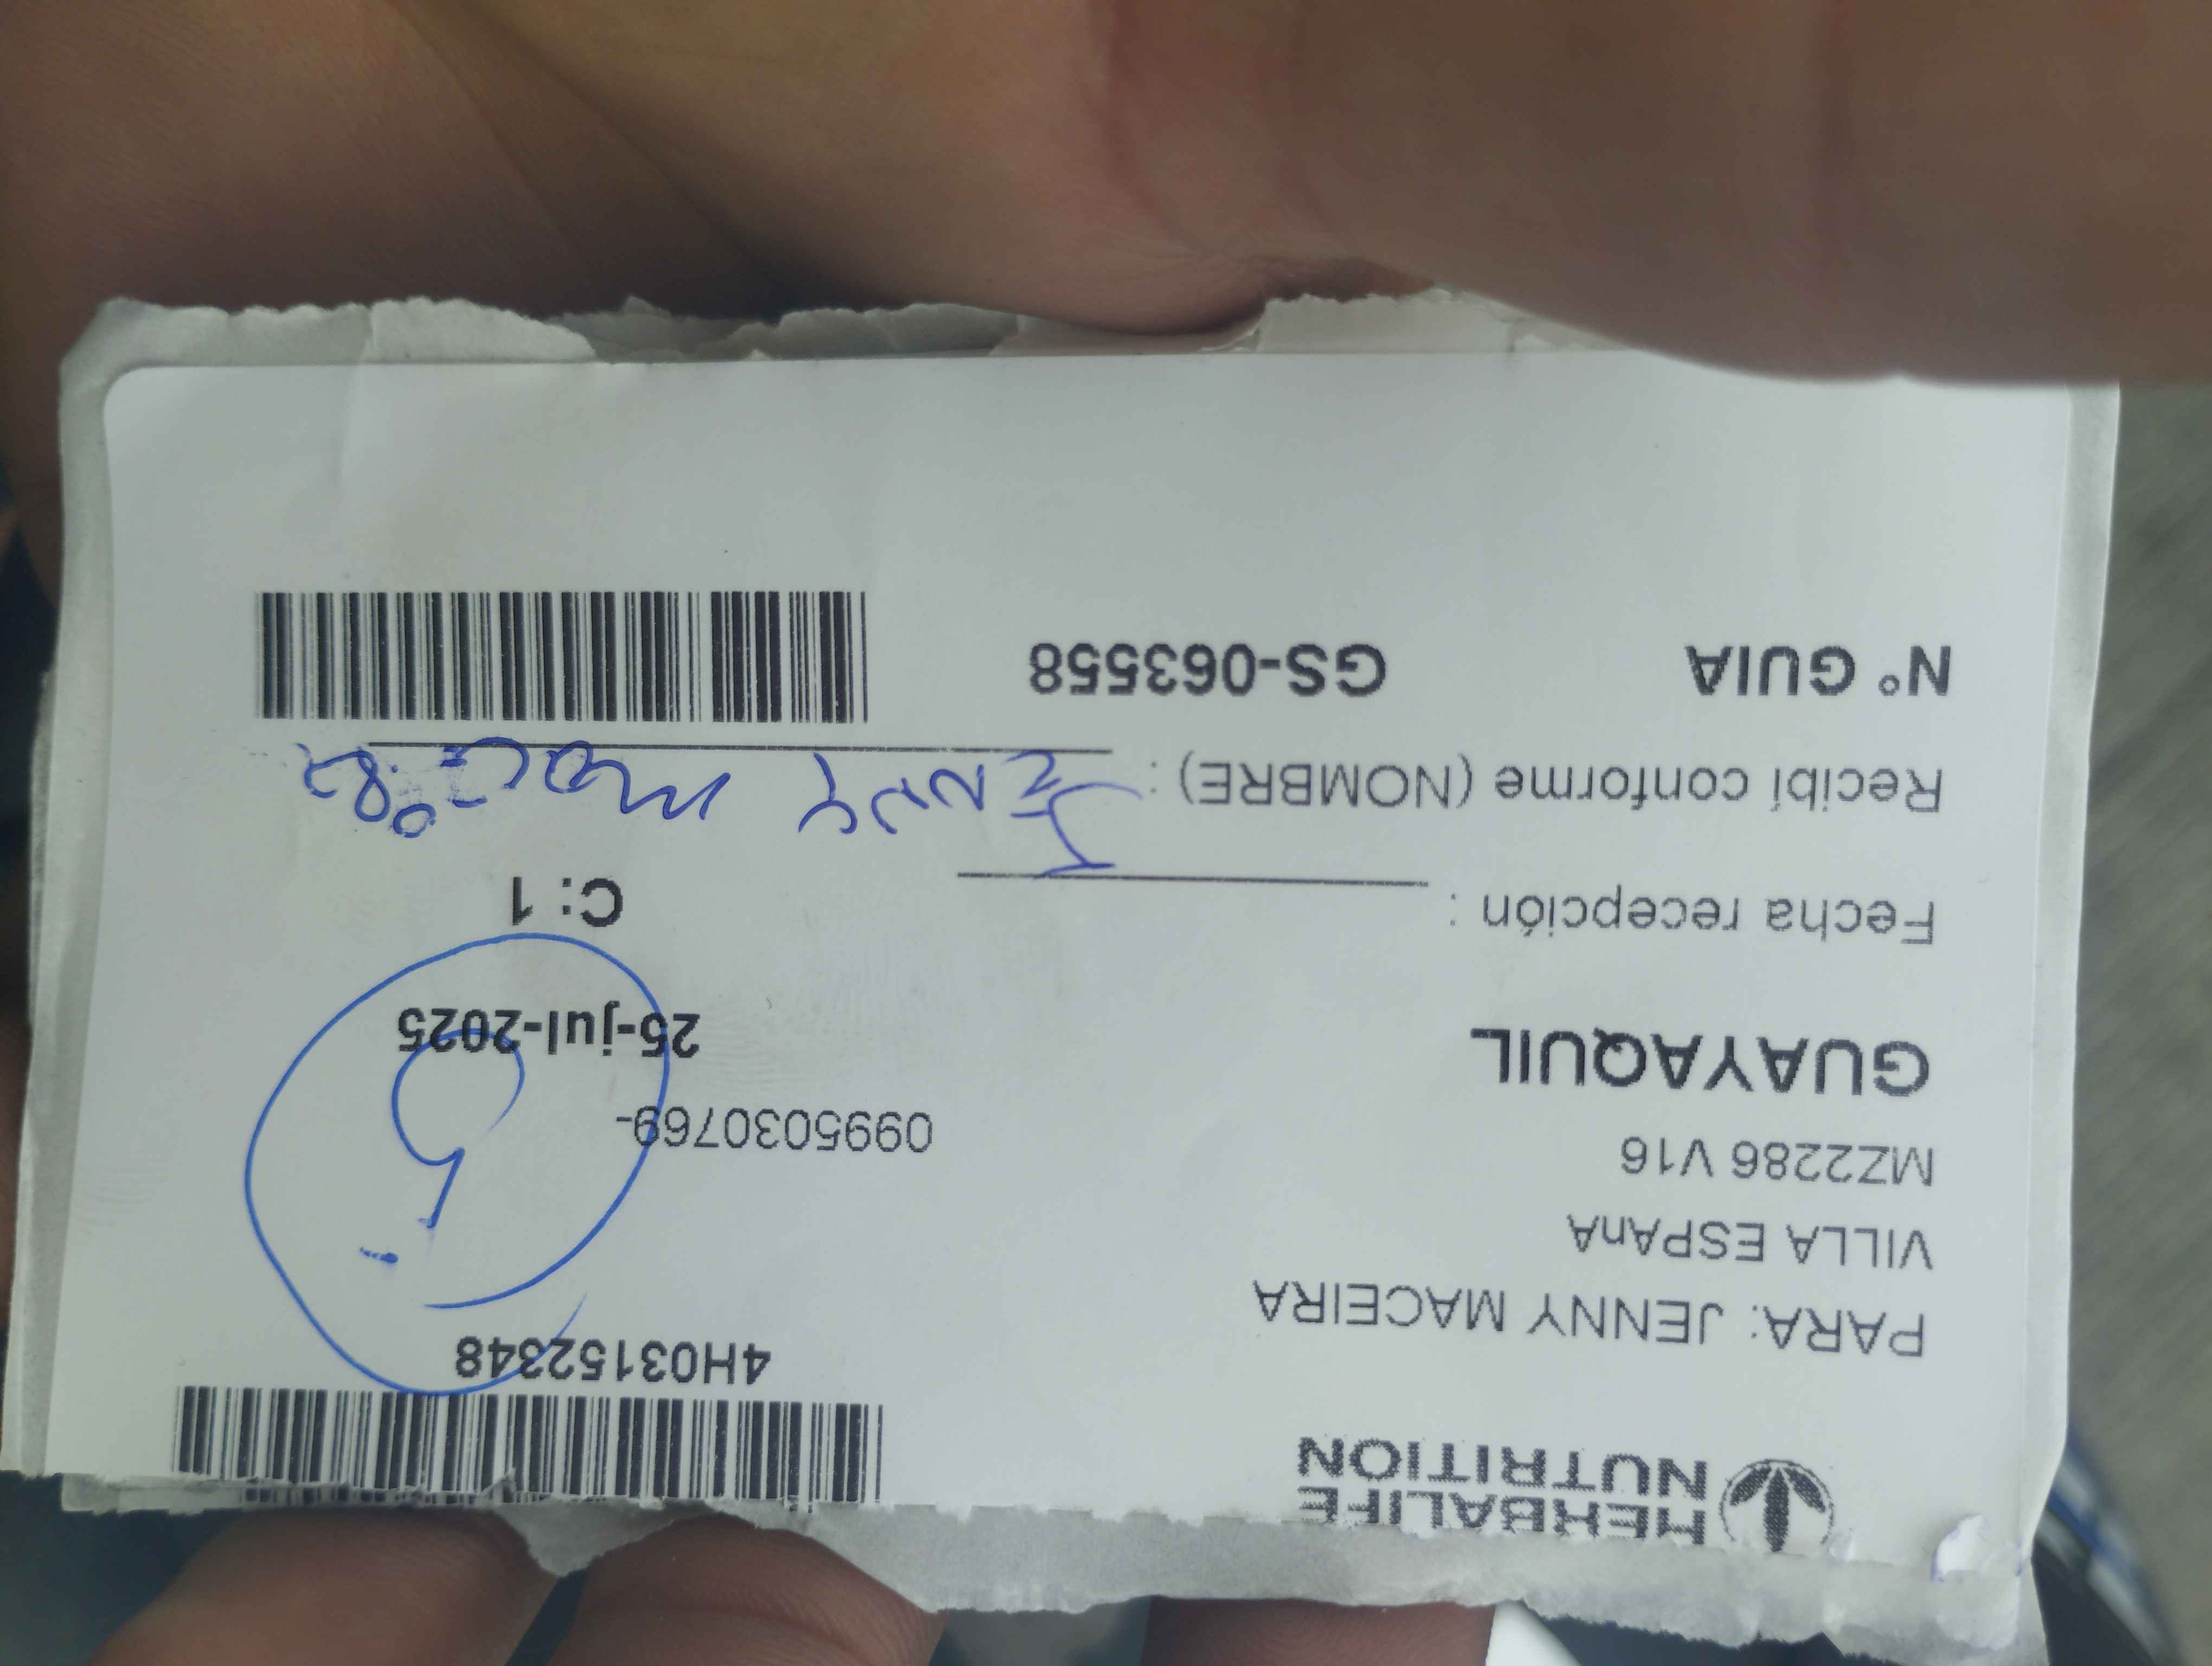 HERBALIFE
NUTRITION
4H03152348
PARA: JENNY MACEIRA
VILLA ESPAnA
MZ2286 V16
0995030769-
GUAYAQUIL
25-jul-2025
Fecha recepción :
C: 1
Recibí conforme (NOMBRE) : JENNY
N° GUIA GS-063558